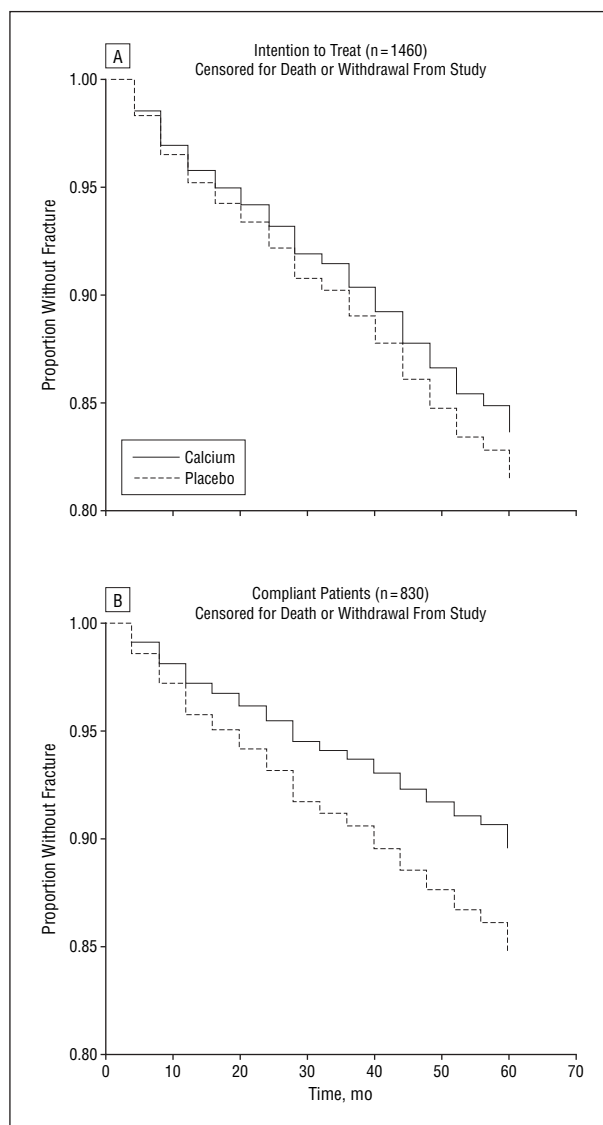 A
Intention to Treat (n = 1460)
Censored for Death or Withdrawal From Study
1.00
0.95
0.90
0.85
0.80
Proportion Without Fracture
Calcium
Placebo
B
Compliant Patients (n = 830)
Censored for Death or Withdrawal From Study
1.00
0.95
0.90
0.85
0.80
Proportion Without Fracture
0 10 20 30 40 50 60 70
Time, mo